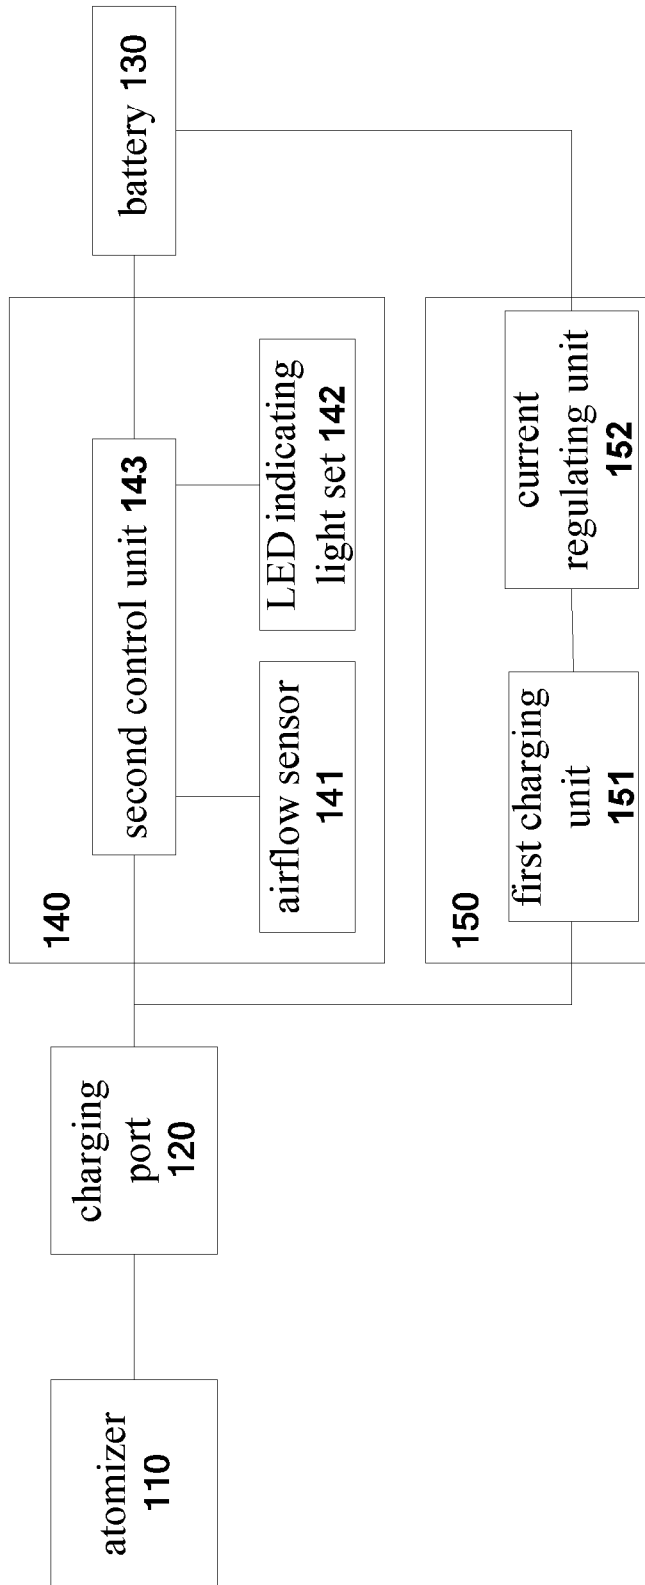 atomizer
110
charging
port
120
140
second control unit 143
airflow sensor
141
LED indicating
light set 142
battery 130
150
first charging
unit
151
current
regulating unit
152